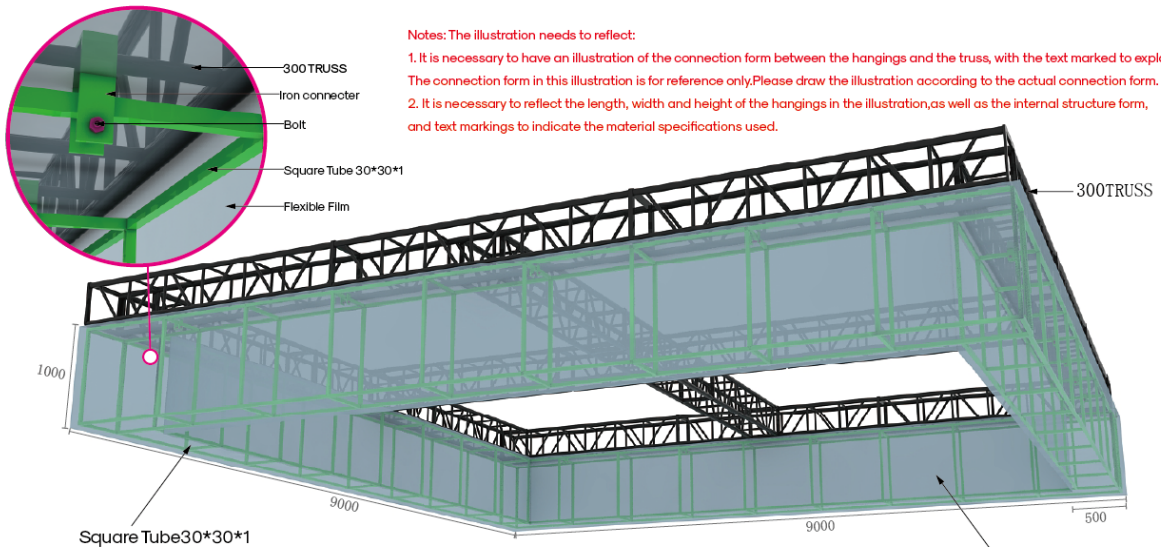 Notes: The illustration needs to reflect:
1. It is necessary to have an illustration of the connection form between the hangings and the truss, with the text marked to
The connection form in this illustration is for reference only.Please draw the illustration according to the actual connection form.
2. It is necessary to reflect the length, width and height of the hangings in the illustration,as well as the internal structure form,
and text markings to indicate the material specifications used.
300TRUSS
Iron connecter
Bolt
Square Tube 30*30*1
Flexible Film
300TRUSS
1000
9000
9000
500
Square Tube30*30*1